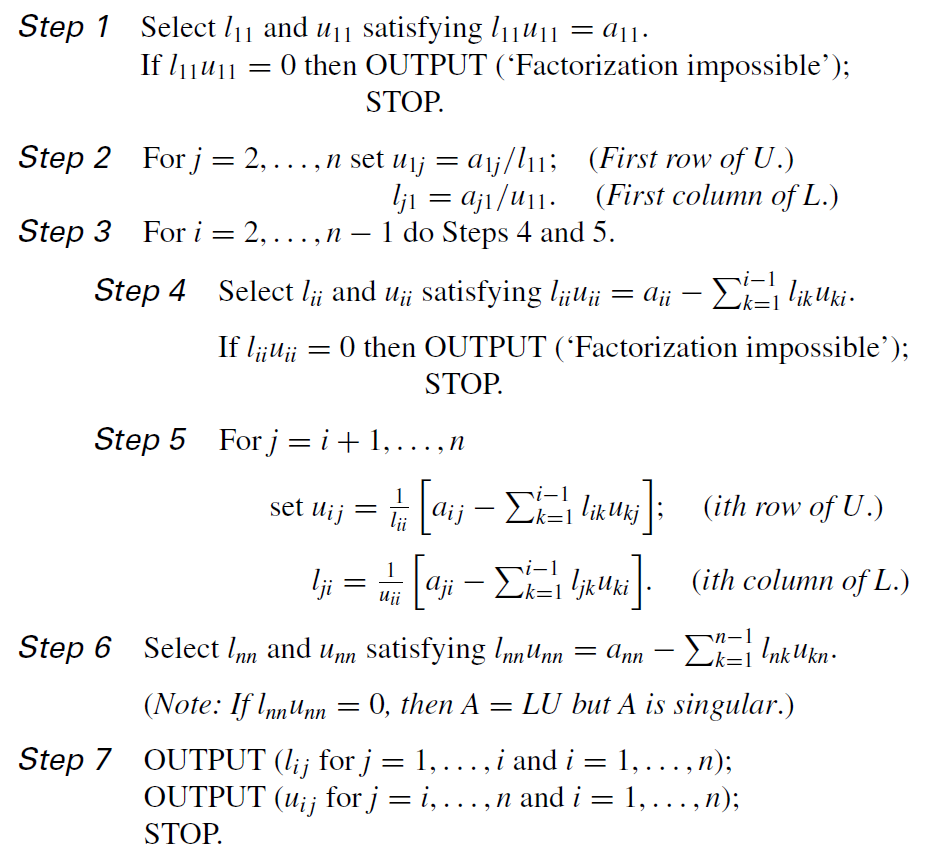 Step 1 Select l₁₁ and u₁₁ satisfying l₁₁u₁₁ = a₁₁.
If l₁₁u₁₁ = 0 then OUTPUT (‘Factorization impossible’);
STOP.
Step 2 For j = 2, . . . , n set u₁ⱼ = a₁ⱼ/l₁₁; (First row of U.)
lⱼ₁ = aⱼ₁/u₁₁. (First column of L.)
Step 3 For i = 2, . . . , n − 1 do Steps 4 and 5.
Step 4 Select lᵢᵢ and uᵢᵢ satisfying lᵢᵢuᵢᵢ = aᵢᵢ − ∑_{k=1}^{i−1} lᵢₖuₖᵢ.
If lᵢᵢuᵢᵢ = 0 then OUTPUT (‘Factorization impossible’);
STOP.
Step 5 For j = i + 1, . . . , n
set uᵢⱼ = 1/lᵢᵢ [aᵢⱼ − ∑_{k=1}^{i−1} lᵢₖuₖⱼ]; (ith row of U.)
lⱼᵢ = 1/uᵢᵢ [aⱼᵢ − ∑_{k=1}^{i−1} lⱼₖuₖᵢ]. (ith column of L.)
Step 6 Select lₙₙ and uₙₙ satisfying lₙₙuₙₙ = aₙₙ − ∑_{k=1}^{n−1} lₙₖuₖₙ.
(Note: If lₙₙuₙₙ = 0, then A = LU but A is singular.)
Step 7 OUTPUT (lᵢⱼ for j = 1, . . . , i and i = 1, . . . , n);
OUTPUT (uᵢⱼ for j = i, . . . , n and i = 1, . . . , n);
STOP.